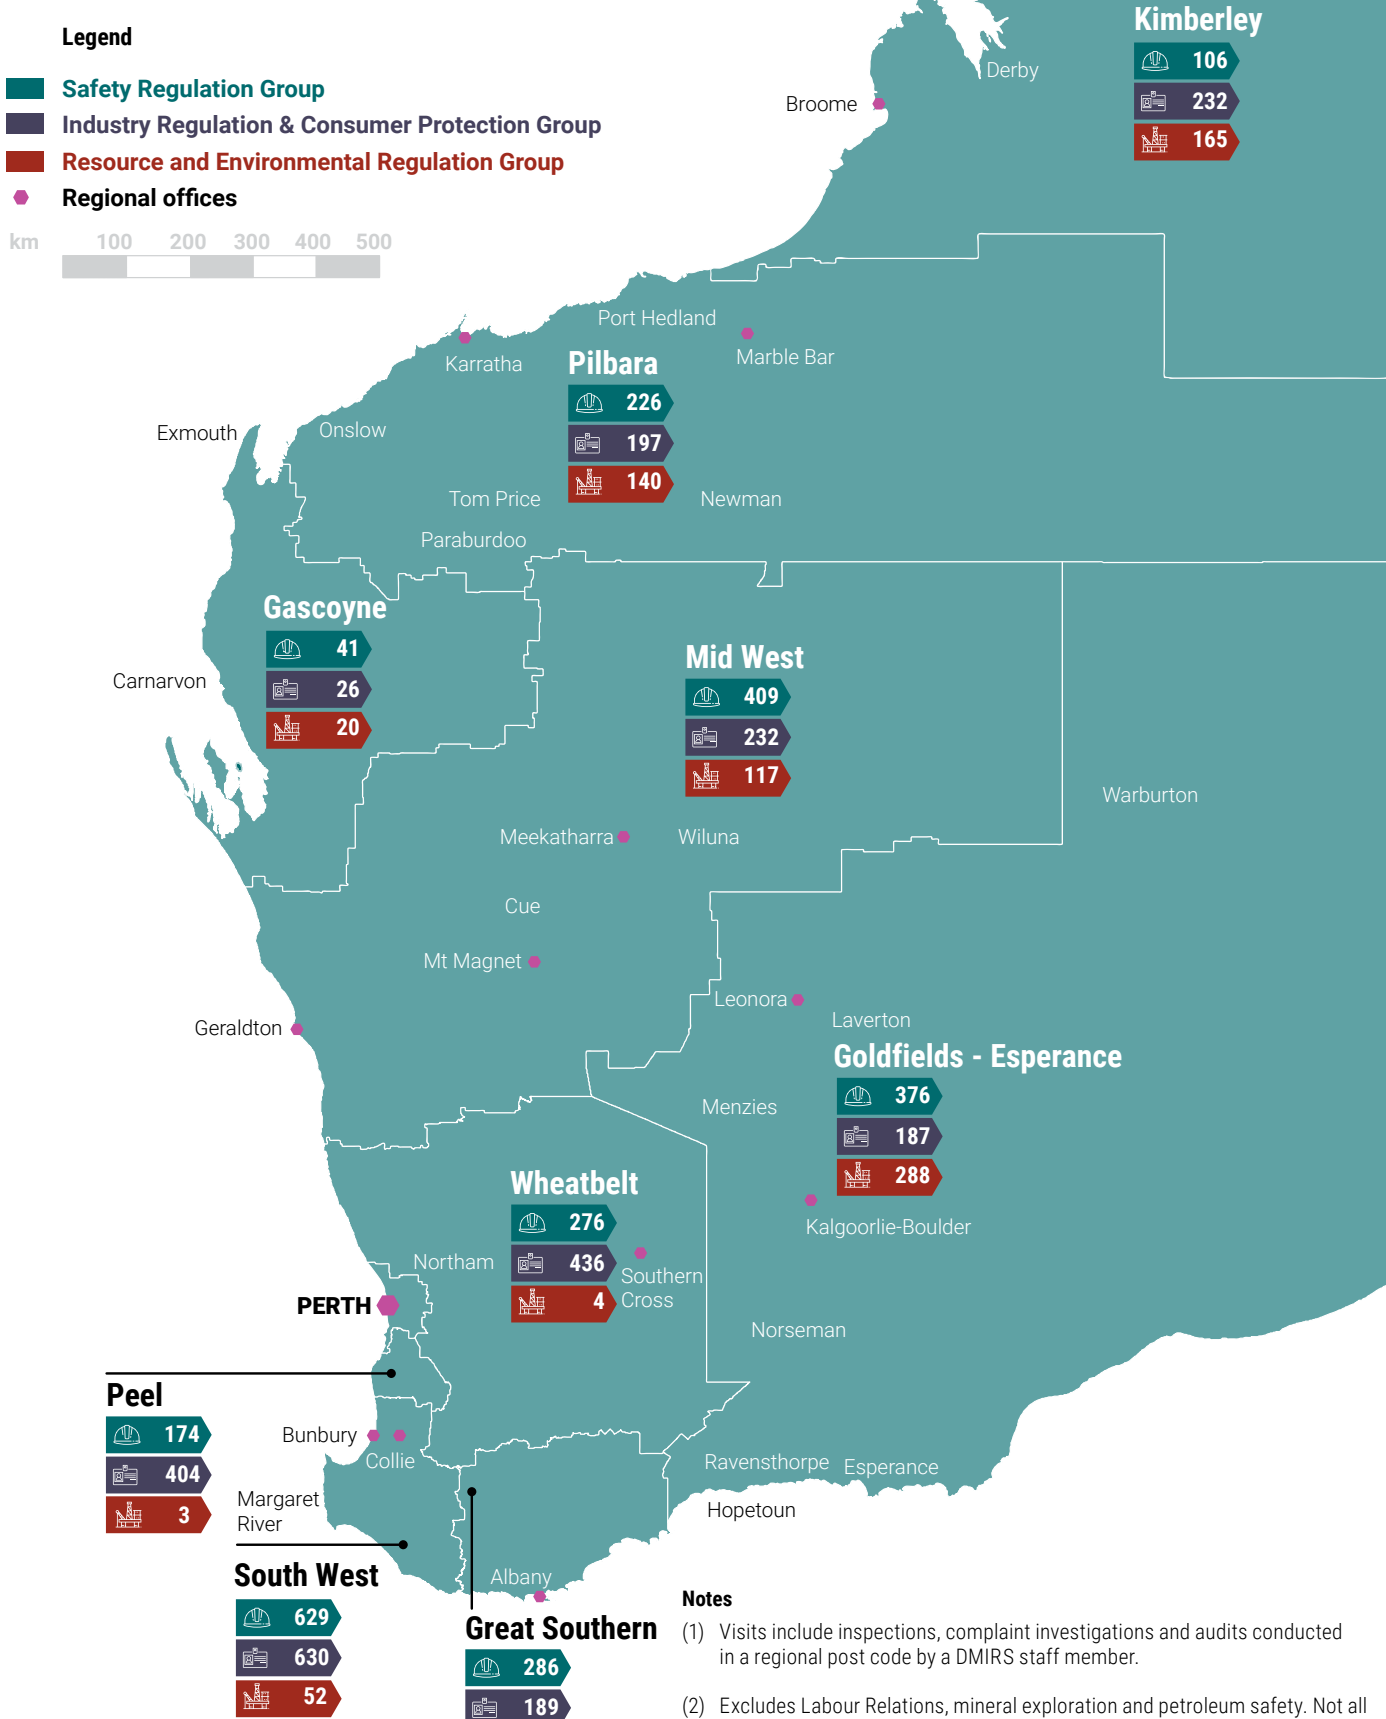 Legend
Safety Regulation Group
Industry Regulation & Consumer Protection Group
Resource and Environmental Regulation Group
Regional offices
km 100 200 300 400 500
Kimberley
106
232
165
Derby
Broome
Port Hedland
Marble Bar
Karratha
Pilbara
226
197
140
Exmouth
Onslow
Tom Price
Newman
Paraburdoo
Gascoyne
41
26
20
Carnarvon
Mid West
409
232
117
Warburton
Meekatharra
Wiluna
Cue
Mt Magnet
Geraldton
Leonora
Laverton
Goldfields - Esperance
376
187
288
Menzies
Kalgoorlie-Boulder
Wheatbelt
276
436
4
Northam
Southern
Cross
PERTH
Norseman
Peel
174
404
3
Bunbury
Collie
Ravensthorpe
Esperance
Hopetoun
Margaret
River
South West
629
630
52
Albany
Great Southern
286
189
Notes
(1) Visits include inspections, complaint investigations and audits conducted
in a regional post code by a DMIRS staff member.
(2) Excludes Labour Relations, mineral exploration and petroleum safety. Not all